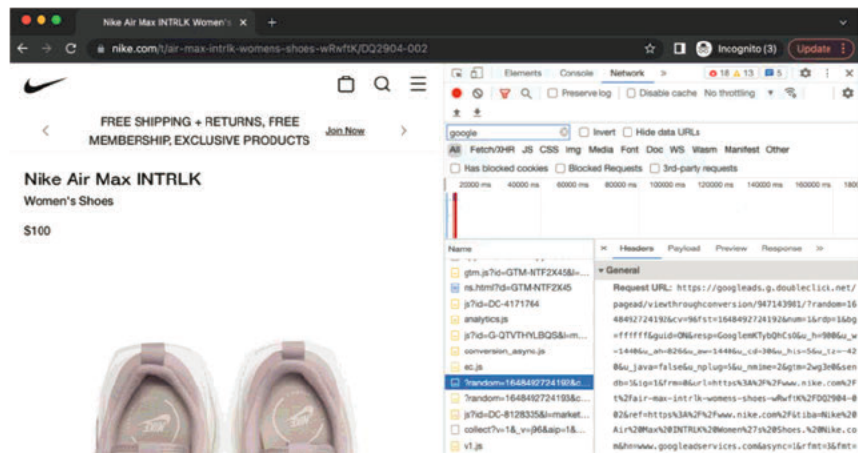 Nike Air Max INTRLK Women's
Incognito (3)
Update
nike.com/t/air-max-intrlk-womens-shoes-wRwftK/DQ2904-002
Elements Console Network
18 13 5
Preserve log Disable cache No throttling
FREE SHIPPING + RETURNS, FREE
MEMBERSHIP, EXCLUSIVE PRODUCTS
Join Now
google
Invert Hide data URLs
All Fetch/XHR JS CSS Img Media Font Doc WS Wasm Manifest Other
Has blocked cookies Blocked Requests 3rd-party requests
20000 ms 40000 ms 60000 ms 80000 ms 100000 ms 120000 ms 140000 ms 160000 ms 180
Nike Air Max INTRLK
Women's Shoes
$100
Name
Headers Payload Preview Response
General
gtm.js?id=GTM-NTF2X45&l=...
ns.html?id=GTM-NTF2X45
js?id=DC-4171764
analytics.js
js?id=G-QTVTHYLBQS&l=m...
conversion_async.js
ec.js
?random=1648492724192&c...
?random=1648492724193&c...
js?id=DC-8128335&l=market...
collect?v=1&_v=j96&aip=1&...
v1.js
Request URL: https://googleads.g.doubleclick.net/
pagead/viewthroughconversion/947143981/?random=16
48492724192&cv=9&fst=1648492724192&num=1&rdp=1&bg
=ffffff&guid=ON&resp=GooglemKTybQhCsO&u_h=900&u_w
=1440&u_ah=826&u_aw=1440&u_cd=30&u_his=5&u_tz=-42
0&u_java=false&u_nplug=5&u_nmime=2&gtm=2wg3e0&sen
db=1&ig=1&frm=0&url=https%3A%2F%2Fwww.nike.com%2F
t%2Fair-max-intrlk-womens-shoes-wRwftK%2FDQ2904-0
02&ref=https%3A%2F%2Fwww.nike.com%2F&tiba=Nike%20
Air%20Max%20INTRLK%20Women%27s%20Shoes.%20Nike.co
m&hn=www.googleadservices.com&async=1&rfmt=3&fmt=